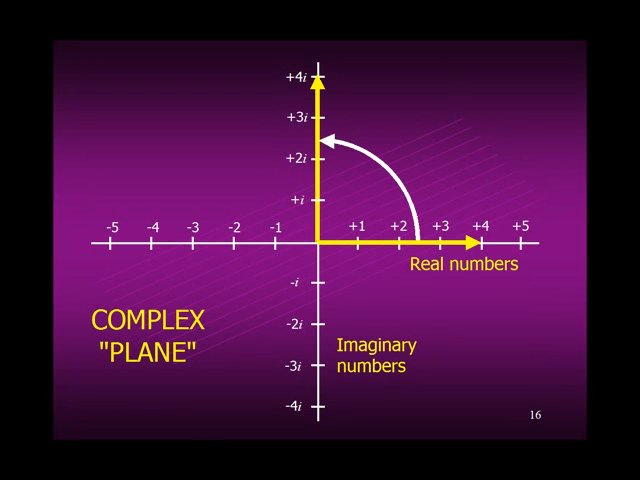 +4i
+3i
+2i
+i
-5 -4 -3 -2 -1 +1 +2 +3 +4 +5
Real numbers
-i
-2i
-3i
-4i
COMPLEX
"PLANE"
Imaginary
numbers
16